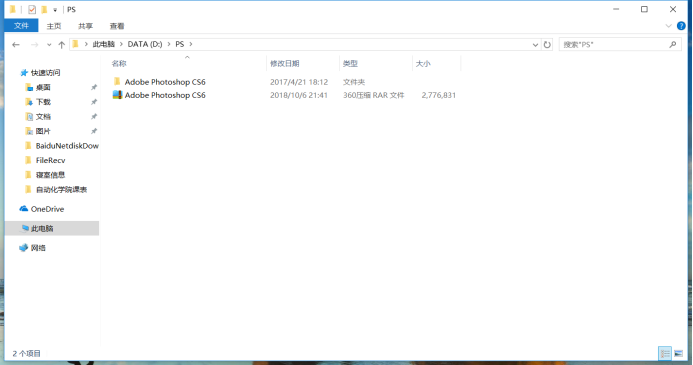 PS
文件 主页 共享 查看
此电脑 DATA (D:) PS 搜索"PS"
名称 修改日期 类型 大小
快速访问
桌面
下载
文档
图片
BaiduNetdiskDow
FileRecv
寝室信息
自动化学院课表
OneDrive
此电脑
网络
Adobe Photoshop CS6 2017/4/21 18:12 文件夹
Adobe Photoshop CS6 2018/10/6 21:41 360压缩 RAR 文件 2,776,831
2 个项目